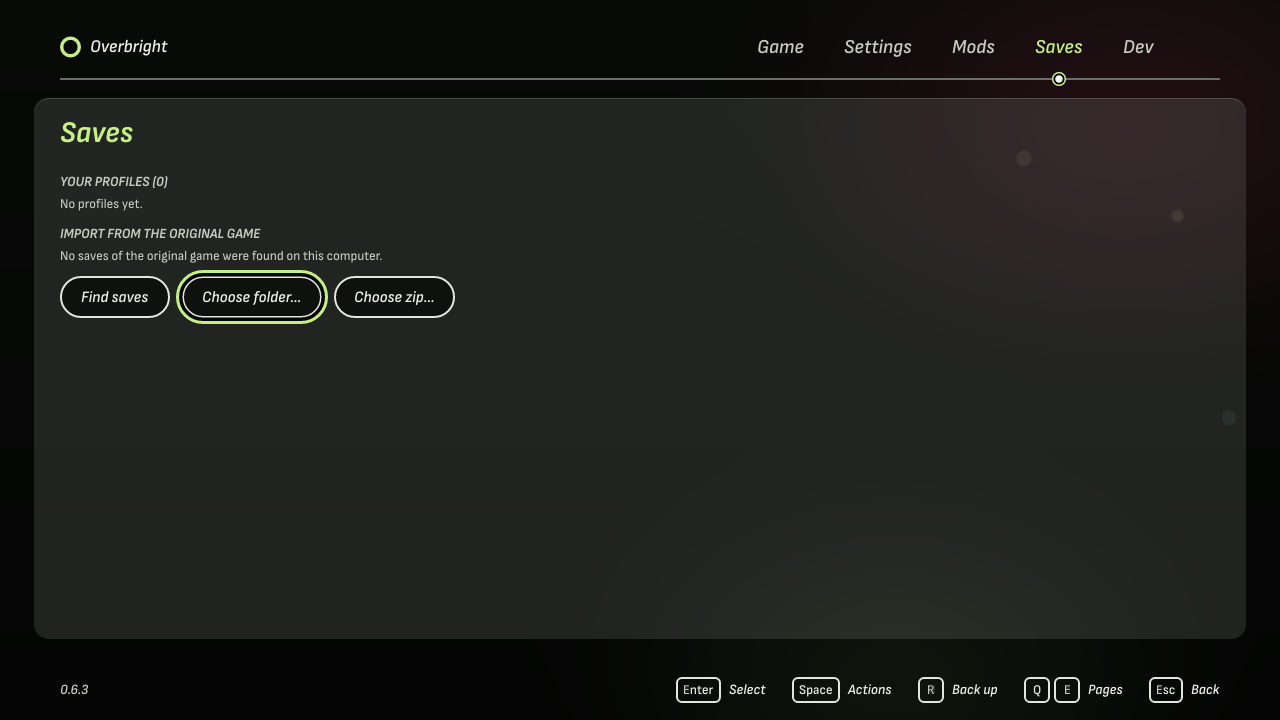 Overbright
Game Settings Mods Saves Dev
Saves
YOUR PROFILES (0)
No profiles yet.
IMPORT FROM THE ORIGINAL GAME
No saves of the original game were found on this computer.
Find saves Choose folder... Choose zip...
0.6.3 Enter Select Space Actions R Back up Q E Pages Esc Back